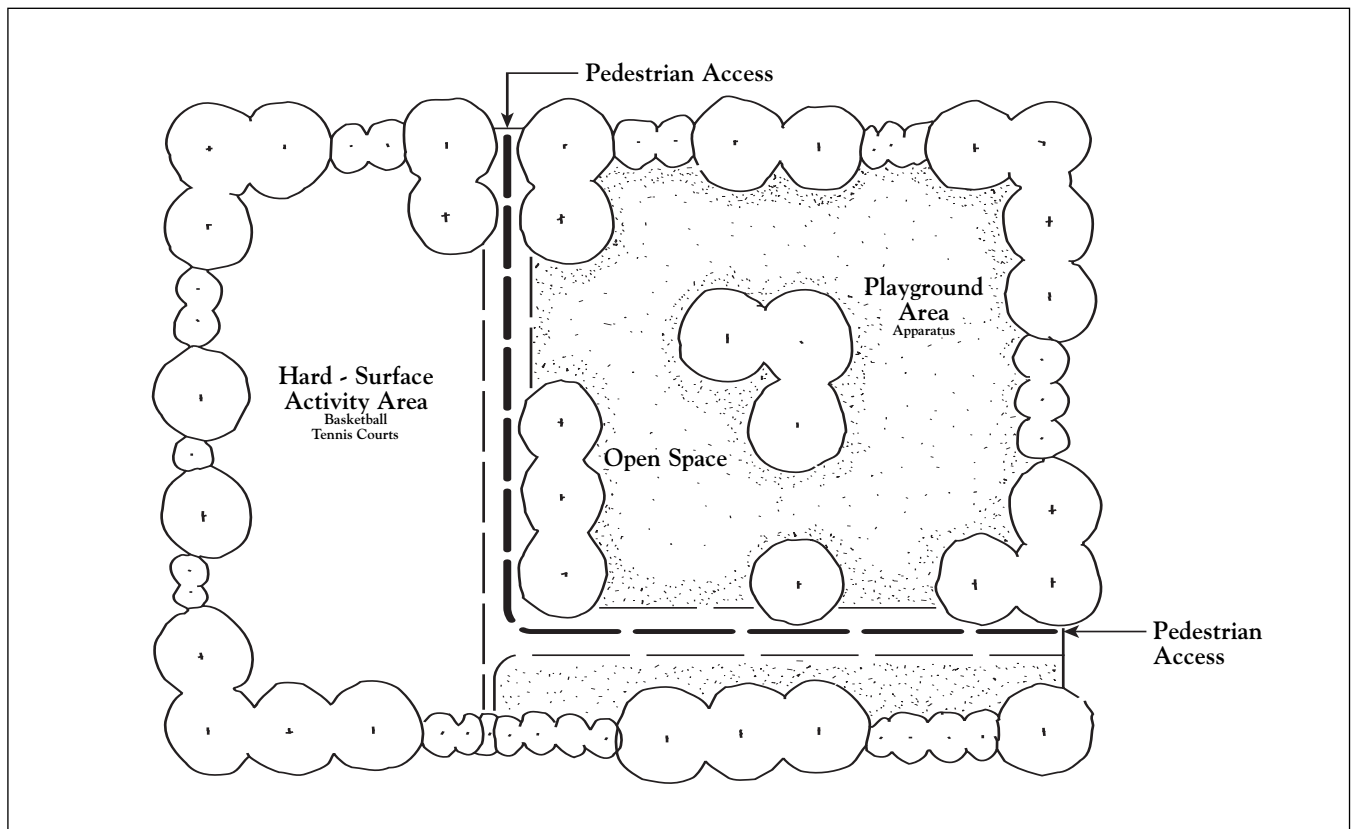 Pedestrian Access
Playground
Area
Apparatus
Hard - Surface
Activity Area
Basketball
Tennis Courts
Open Space
Pedestrian
Access